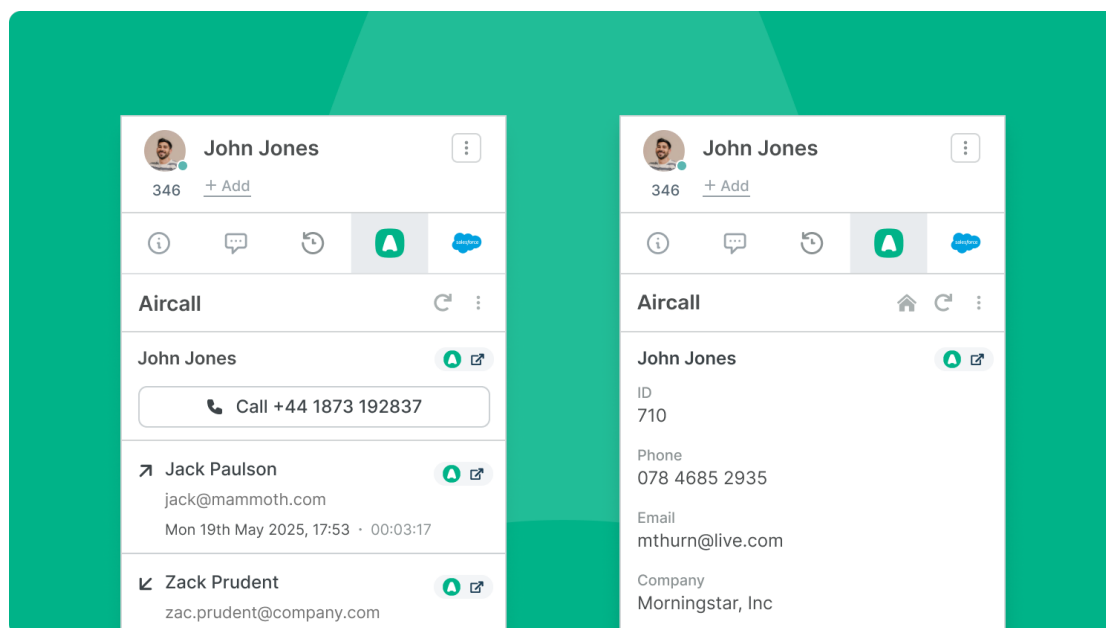 John Jones
346
+ Add
salesforce
Aircall
John Jones
Call +44 1873 192837
Jack Paulson
jack@mammoth.com
Mon 19th May 2025, 17:53 · 00:03:17
Zack Prudent
zac.prudent@company.com
John Jones
346
+ Add
salesforce
Aircall
John Jones
ID
710
Phone
078 4685 2935
Email
mthurn@live.com
Company
Morningstar, Inc